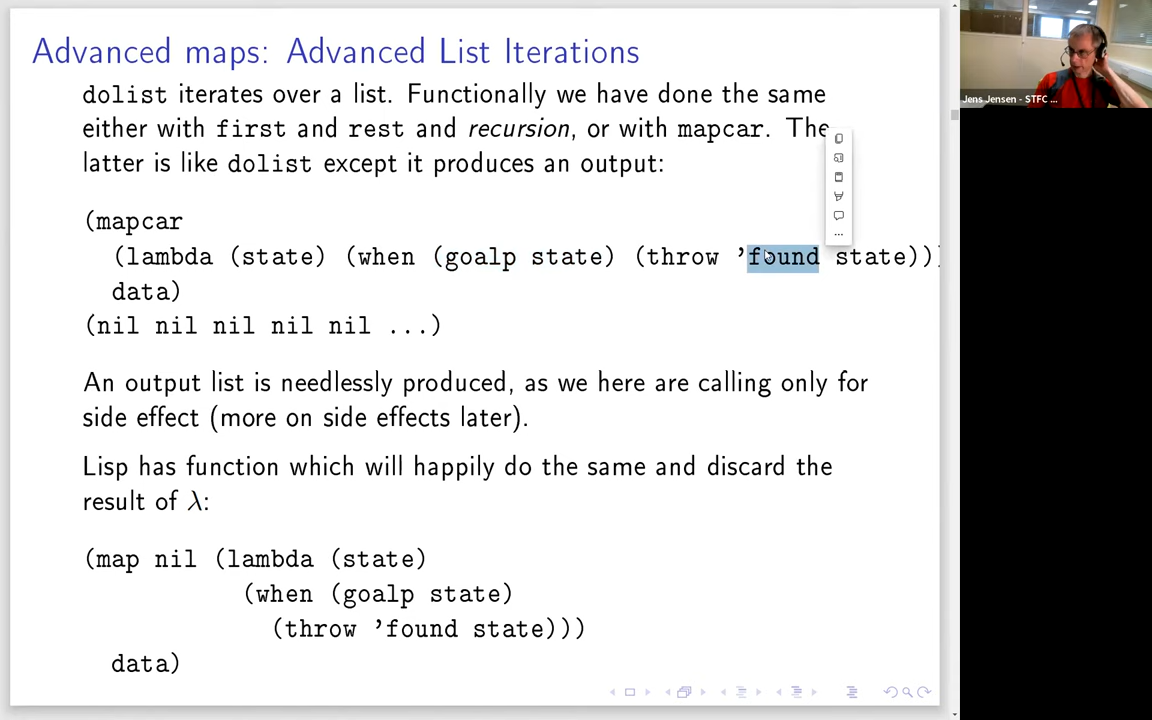 Advanced maps: Advanced List Iterations
dolist iterates over a list. Functionally we have done the same
either with first and rest and recursion, or with mapcar. The
latter is like dolist except it produces an output:
(mapcar
(lambda (state) (when (goalp state) (throw ’found state)))
data)
(nil nil nil nil nil ...)
An output list is needlessly produced, as we here are calling only for
side effect (more on side effects later).
Lisp has function which will happily do the same and discard the
result of λ:
(map nil (lambda (state)
(when (goalp state)
(throw ’found state)))
data)
Jens Jensen - STFC ...